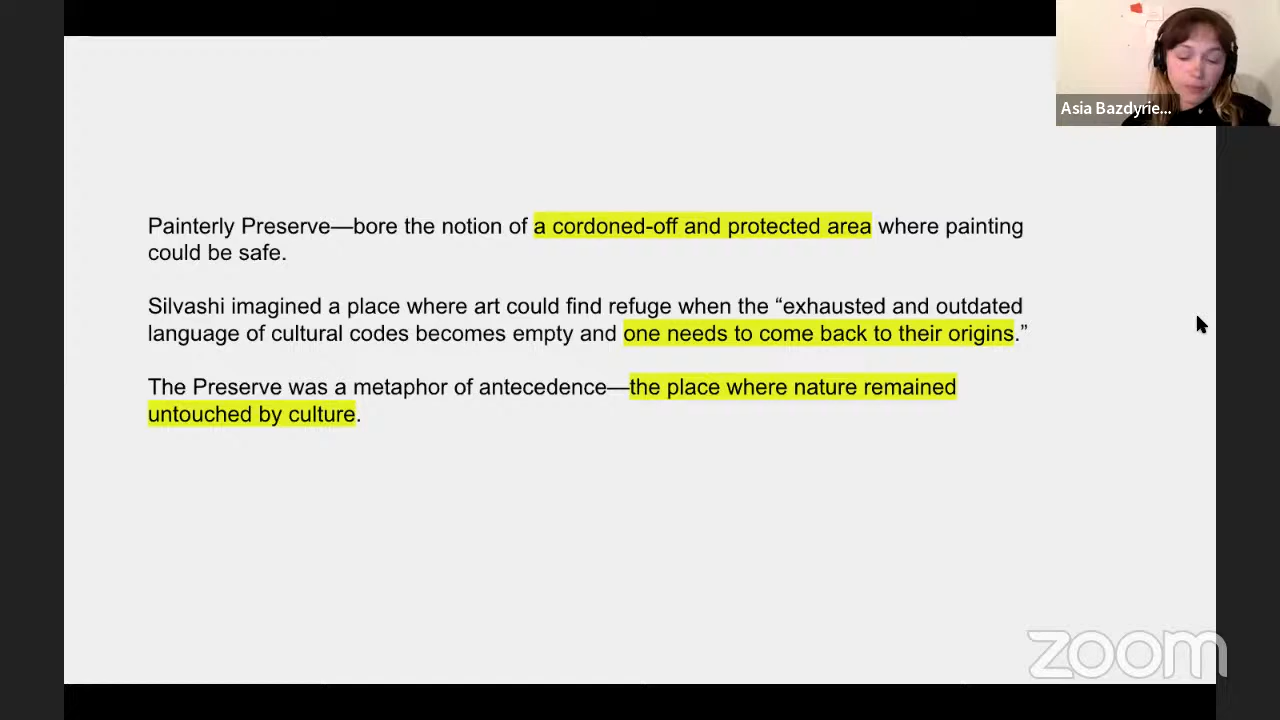 Asia Bazdyrie...
Painterly Preserve—bore the notion of a cordoned-off and protected area where painting
could be safe.
Silvashi imagined a place where art could find refuge when the “exhausted and outdated
language of cultural codes becomes empty and one needs to come back to their origins.”
The Preserve was a metaphor of antecedence—the place where nature remained
untouched by culture.
zoom